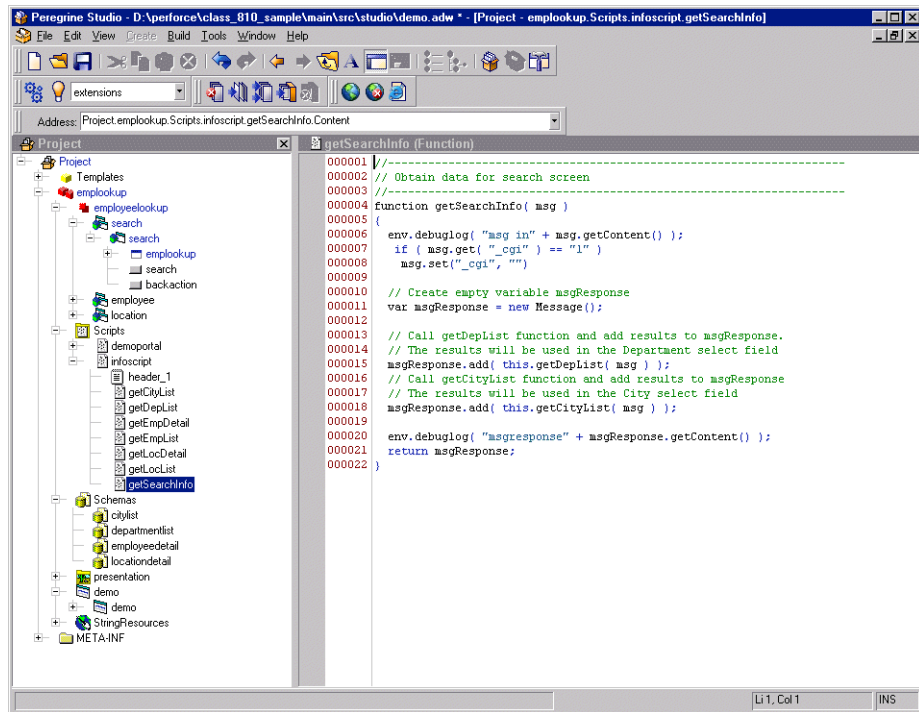 Peregrine Studio - D:\perforce\class_810_sample\main\src\studio\demo.adw * - [Project - emplookup.Scripts.infoscript.getSearchInfo]
File Edit View Create Build Tools Window Help
extensions
Address: Project.emplookup.Scripts.infoscript.getSearchInfo.Content
Project
Project
Templates
emplookup
employeelookup
search
search
emplookup
search
backaction
employee
location
Scripts
demoportal
infoscript
header_1
getCityList
getDepList
getEmpDetail
getEmpList
getLocDetail
getLocList
getSearchInfo
Schemas
citylist
departmentlist
employeedetail
locationdetail
presentation
demo
demo
StringResources
META-INF
getSearchInfo (Function)
000001 //--------------------------------------------------------------------
000002 // Obtain data for search screen
000003 //--------------------------------------------------------------------
000004 function getSearchInfo( msg )
000005 {
000006 env.debuglog( "msg in" + msg.getContent() );
000007 if ( msg.get( "_cgi" ) == "1" )
000008 msg.set("_cgi", "")
000009
000010 // Create empty variable msgResponse
000011 var msgResponse = new Message();
000012
000013 // Call getDepList function and add results to msgResponse.
000014 // The results will be used in the Department select field
000015 msgResponse.add( this.getDepList( msg ) );
000016 // Call getCityList function and add results to msgResponse
000017 // The results will be used in the City select field
000018 msgResponse.add( this.getCityList( msg ) );
000019
000020 env.debuglog( "msgresponse" + msgResponse.getContent() );
000021 return msgResponse;
000022 }
Li 1, Col 1
INS